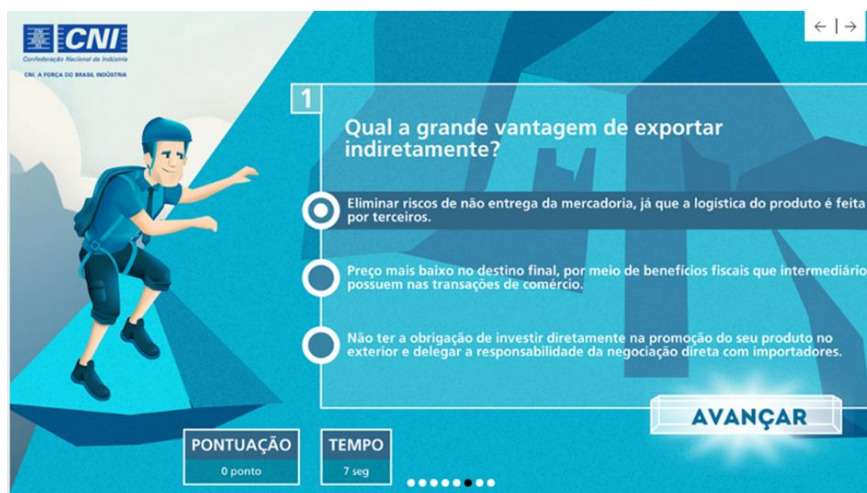 CNI
Confederação Nacional da Indústria
CNI. A FORÇA DO BRASIL INDÚSTRIA
← | →
1
Qual a grande vantagem de exportar
indiretamente?
Eliminar riscos de não entrega da mercadoria, já que a logística do produto é feita
por terceiros.
Preço mais baixo no destino final, por meio de benefícios fiscais que intermediário
possuem nas transações de comércio.
Não ter a obrigação de investir diretamente na promoção do seu produto no
exterior e delegar a responsabilidade da negociação direta com importadores.
AVANÇAR
PONTUAÇÃO
0 ponto
TEMPO
7 seg